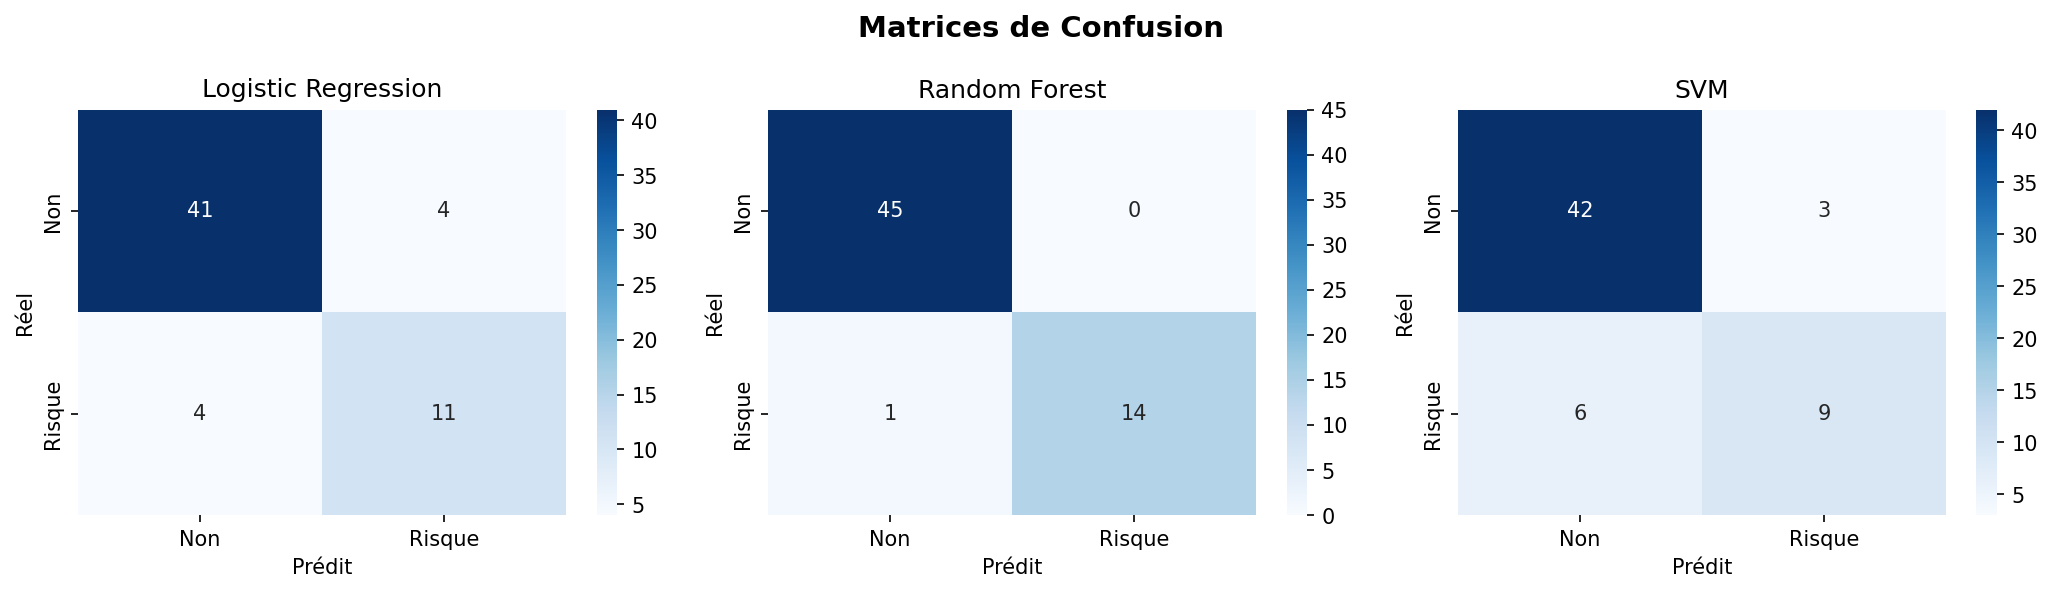 Matrices de Confusion
Logistic Regression
Non
Risque
Réel
41
4
4
11
Non
Risque
Prédit
40
35
30
25
20
15
10
5
Random Forest
Non
Risque
Réel
45
0
1
14
Non
Risque
Prédit
45
40
35
30
25
20
15
10
5
0
SVM
Non
Risque
Réel
42
3
6
9
Non
Risque
Prédit
40
35
30
25
20
15
10
5